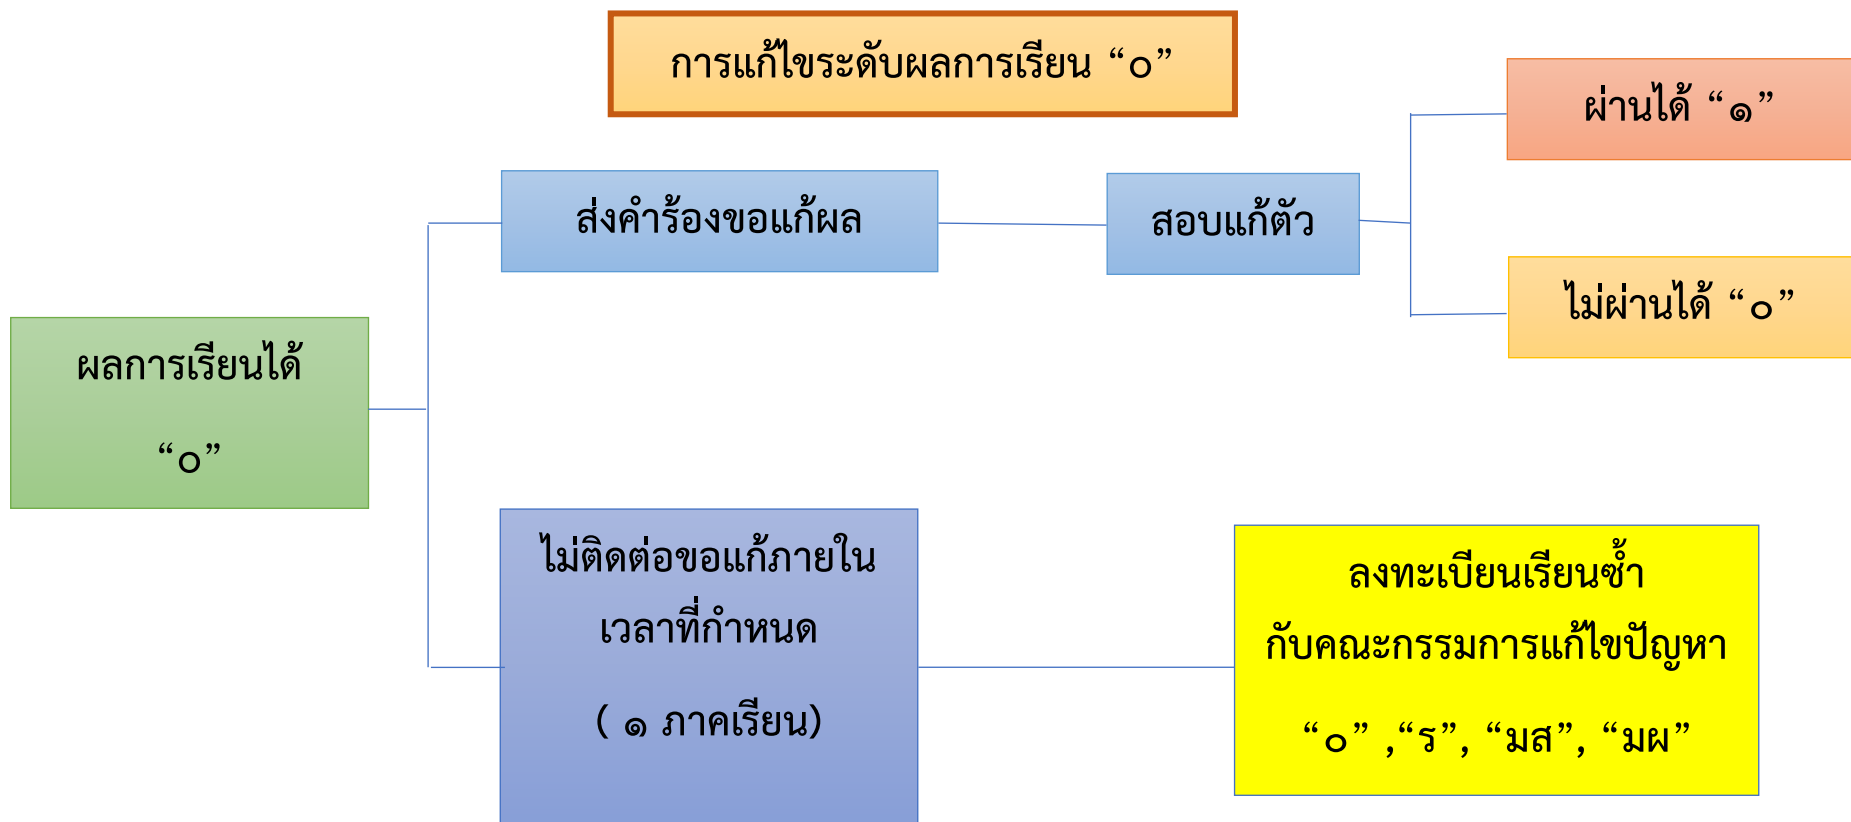 การแก้ไขระดับผลการเรียน “๐”
ผ่านได้ “๑”
ส่งคำร้องขอแก้ผล
สอบแก้ตัว
ไม่ผ่านได้ “๐”
ผลการเรียนได้
“๐”
ไม่ติดต่อขอแก้ภายใน
เวลาที่กำหนด
( ๑ ภาคเรียน)
ลงทะเบียนเรียนซ้ำ
กับคณะกรรมการแก้ไขปัญหา
“๐” ,“ร”, “มส”, “มผ”